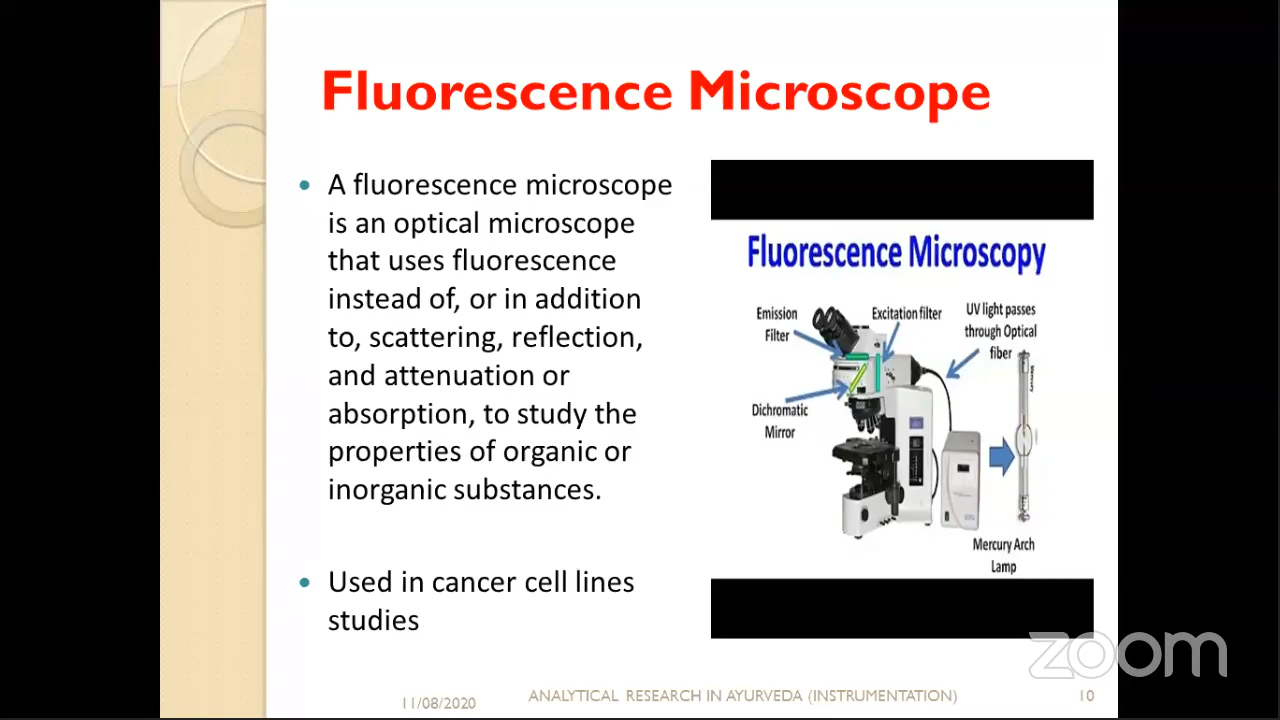 Fluorescence Microscope
• A fluorescence microscope
is an optical microscope
that uses fluorescence
instead of, or in addition
to, scattering, reflection,
and attenuation or
absorption, to study the
properties of organic or
inorganic substances.
• Used in cancer cell lines
studies
Fluorescence Microscopy
Emission
Filter
Excitation filter
UV light passes
through Optical
fiber
Dichromatic
Mirror
Mercury Arch
Lamp
zoom
11/08/2020
ANALYTICAL RESEARCH IN AYURVEDA (INSTRUMENTATION)
10